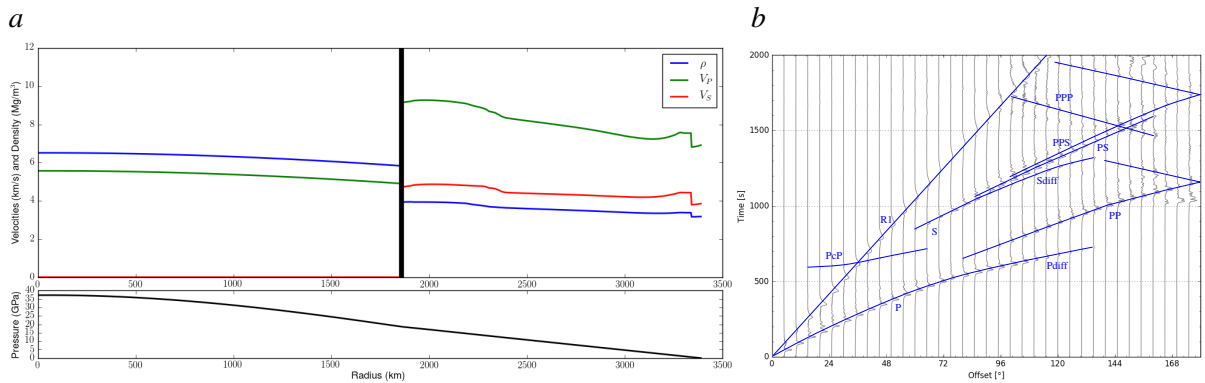 a
b
12
10
8
6
4
2
0
Velocities (km/s) and Density (Mg/m³)
ρ
V_P
V_S
0 500 1000 1500 2000 2500 3000 3500
40
35
30
25
20
15
10
5
0
Pressure (GPa)
0 500 1000 1500 2000 2500 3000 3500
Radius (km)
2000
1500
1000
500
0
Time [s]
PPP
PPS
PS
Sdiff
R1
S
PP
PcP
Pdiff
P
0 24 48 72 96 120 144 168
Offset [°]